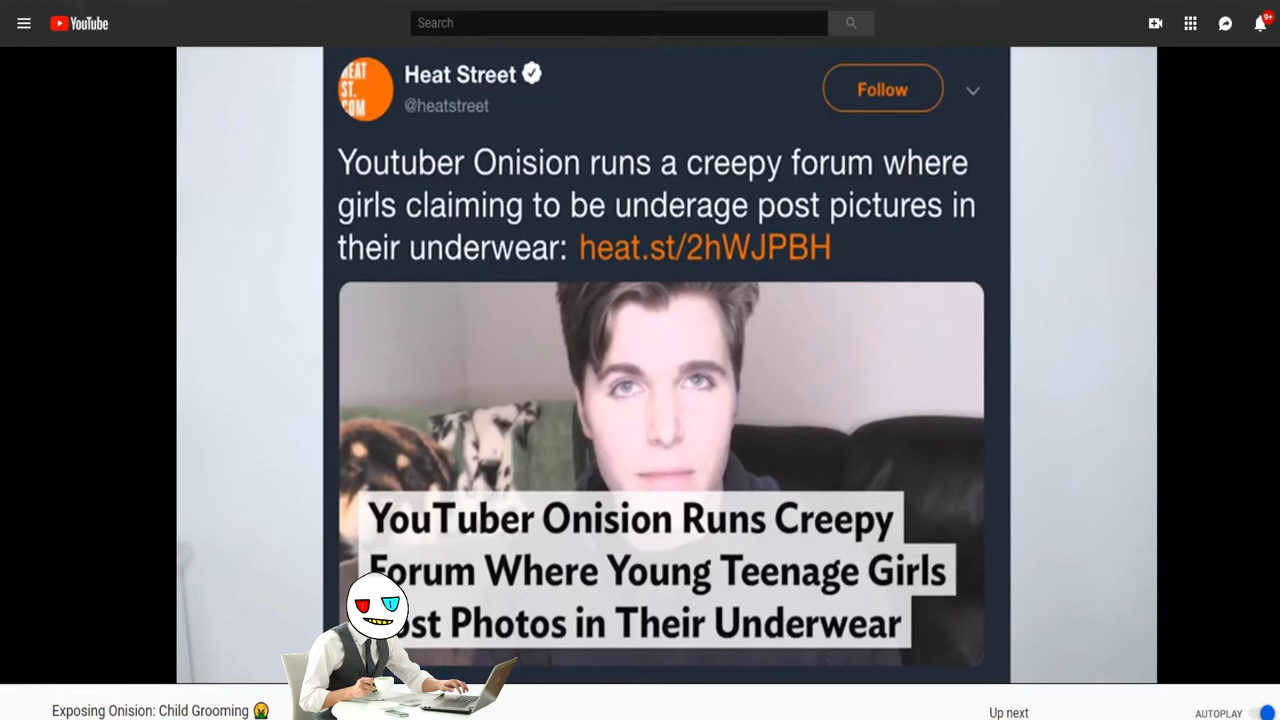 YouTube
Search
9+
HEAT
ST.
COM
Heat Street
@heatstreet
Follow
Youtuber Onision runs a creepy forum where
girls claiming to be underage post pictures in
their underwear: heat.st/2hWJPBH
YouTuber Onision Runs Creepy
Forum Where Young Teenage Girls
ost Photos in Their Underwear
Exposing Onision: Child Grooming 🤮
Up next
AUTOPLAY